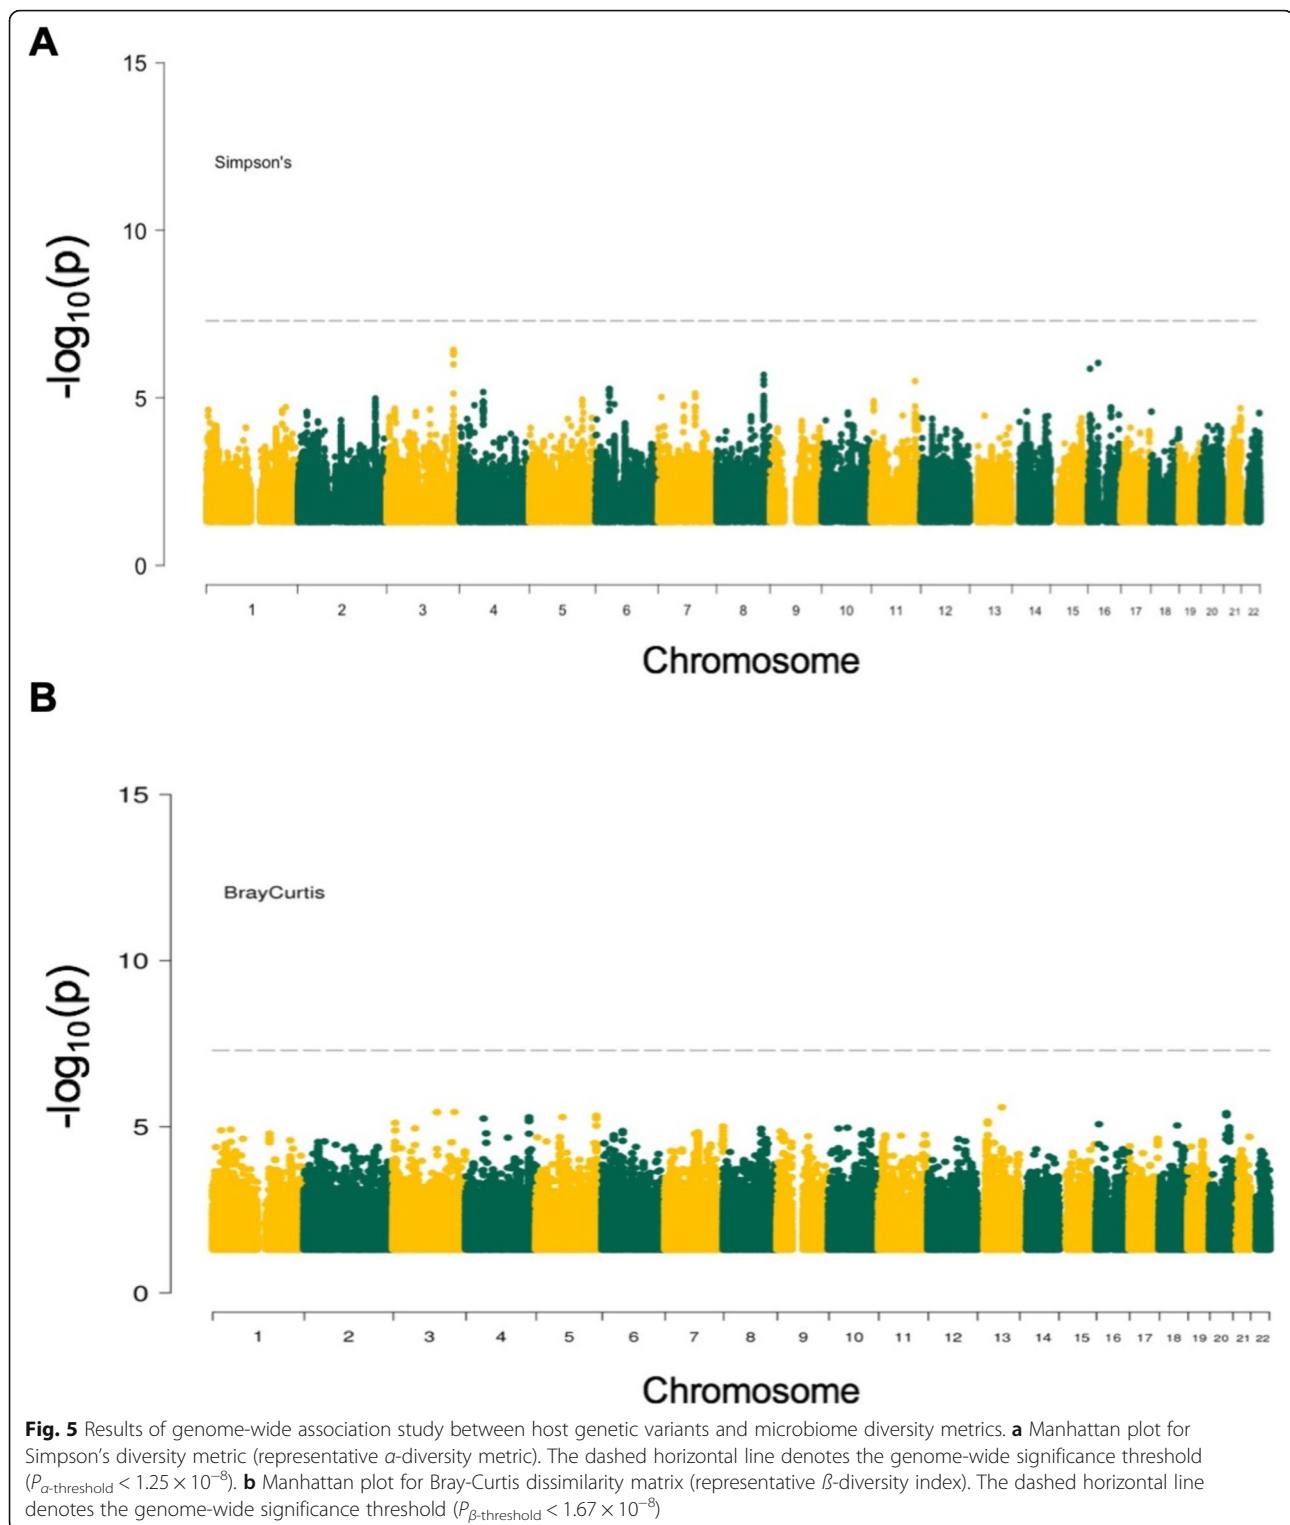 A
15
10
5
0
-log10(p)
Simpson's
1 2 3 4 5 6 7 8 9 10 11 12 13 14 15 16 17 18 19 20 21 22
Chromosome
B
15
10
5
0
-log10(p)
BrayCurtis
1 2 3 4 5 6 7 8 9 10 11 12 13 14 15 16 17 18 19 20 21 22
Chromosome
Fig. 5 Results of genome-wide association study between host genetic variants and microbiome diversity metrics. a Manhattan plot for
Simpson's diversity metric (representative α-diversity metric). The dashed horizontal line denotes the genome-wide significance threshold
(Pα-threshold < 1.25 × 10⁻⁸). b Manhattan plot for Bray-Curtis dissimilarity matrix (representative ß-diversity index). The dashed horizontal line
denotes the genome-wide significance threshold (Pβ-threshold < 1.67 × 10⁻⁸)